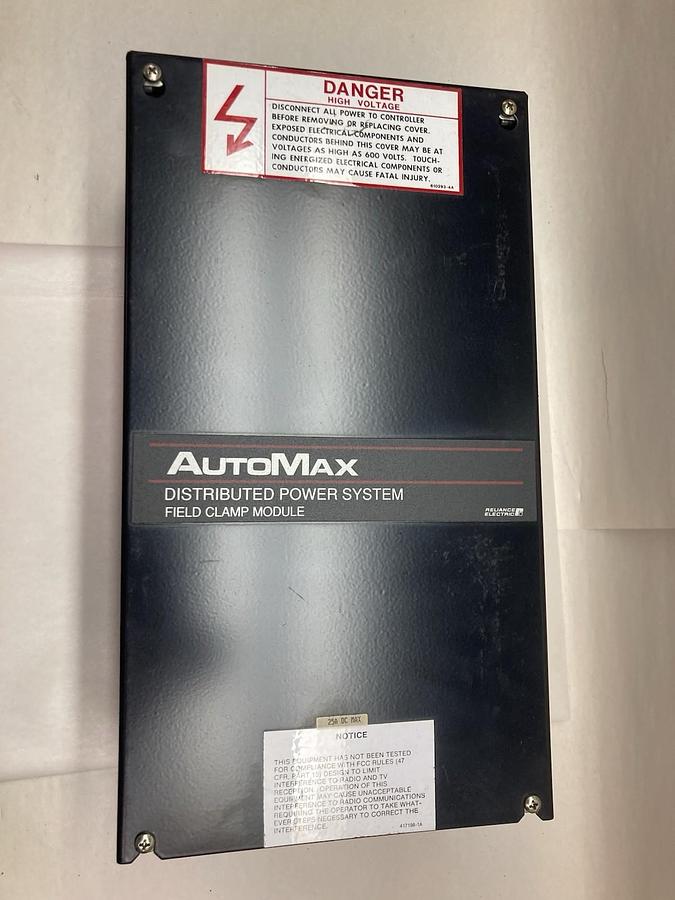 DANGER
HIGH VOLTAGE
DISCONNECT ALL POWER TO CONTROLLER
BEFORE REMOVING OR REPLACING COVER.
EXPOSED ELECTRICAL COMPONENTS AND
CONDUCTORS BEHIND THIS COVER MAY BE AT
VOLTAGES AS HIGH AS 600 VOLTS. TOUCH-
ING ENERGIZED ELECTRICAL COMPONENTS OR
CONDUCTORS MAY CAUSE FATAL INJURY.
610293-4A
AUTOMAX
DISTRIBUTED POWER SYSTEM
FIELD CLAMP MODULE
RELIANCE
ELECTRIC
25A DC MAX
NOTICE
THIS EQUIPMENT HAS NOT BEEN TESTED
FOR COMPLIANCE WITH FCC RULES (47
CFR, PART 15) DESIGN TO LIMIT
INTERFERENCE TO RADIO AND TV
RECEPTION. OPERATION OF THIS
EQUIPMENT MAY CAUSE UNACCEPTABLE
INTERFERENCE TO RADIO COMMUNICATIONS
REQUIRING THE OPERATOR TO TAKE WHAT-
EVER STEPS NECESSARY TO CORRECT THE
INTERFERENCE.
417198-1A